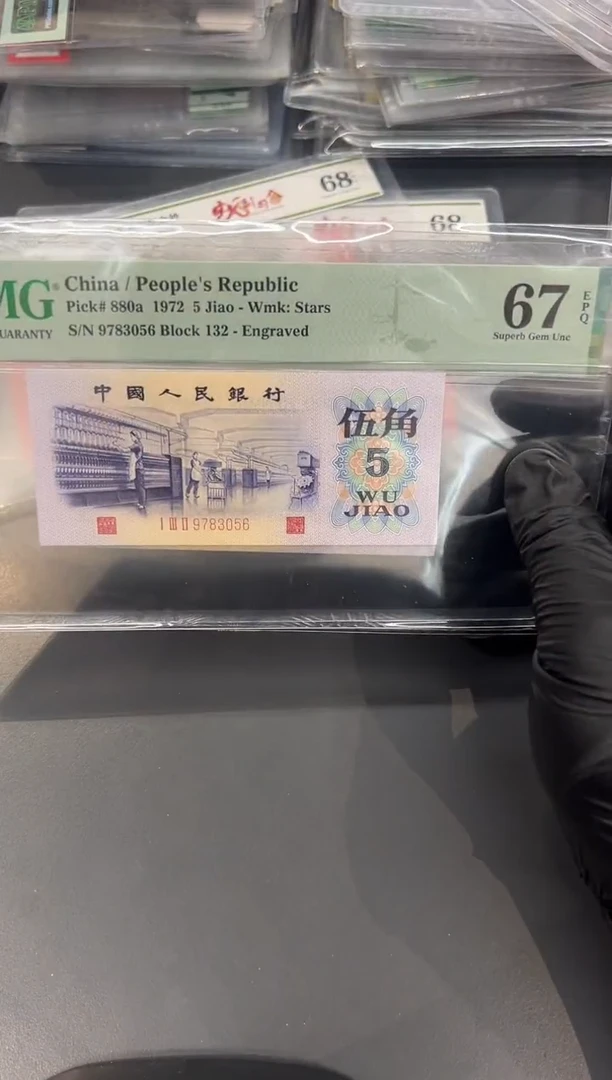 68
68
MG
GUARANTY
China / People's Republic
Pick# 880a 1972 5 Jiao - Wmk: Stars
S/N 9783056 Block 132 - Engraved
67 EPQ
Superb Gem Unc
中國人民銀行
伍角
5
WU
JIAO
I III II 9783056